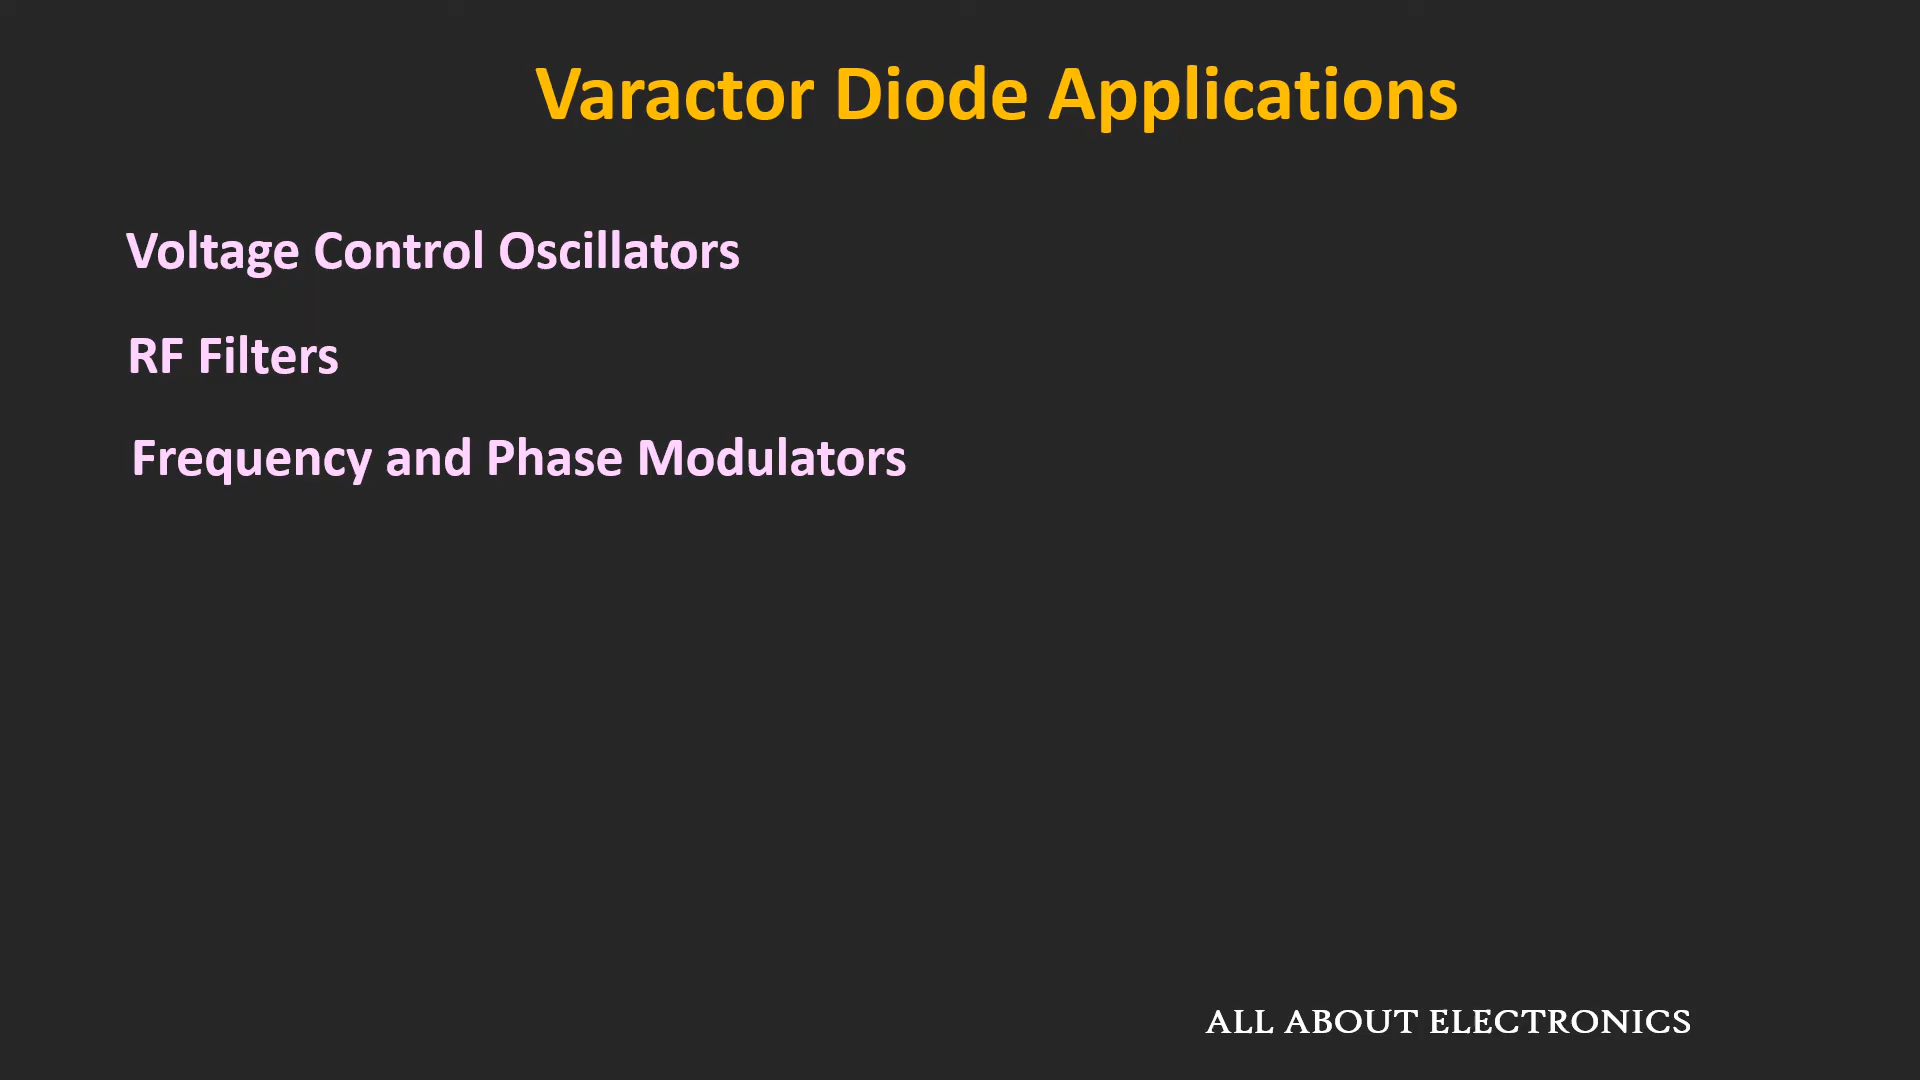 Varactor Diode Applications
Voltage Control Oscillators
RF Filters
Frequency and Phase Modulators
ALL ABOUT ELECTRONICS